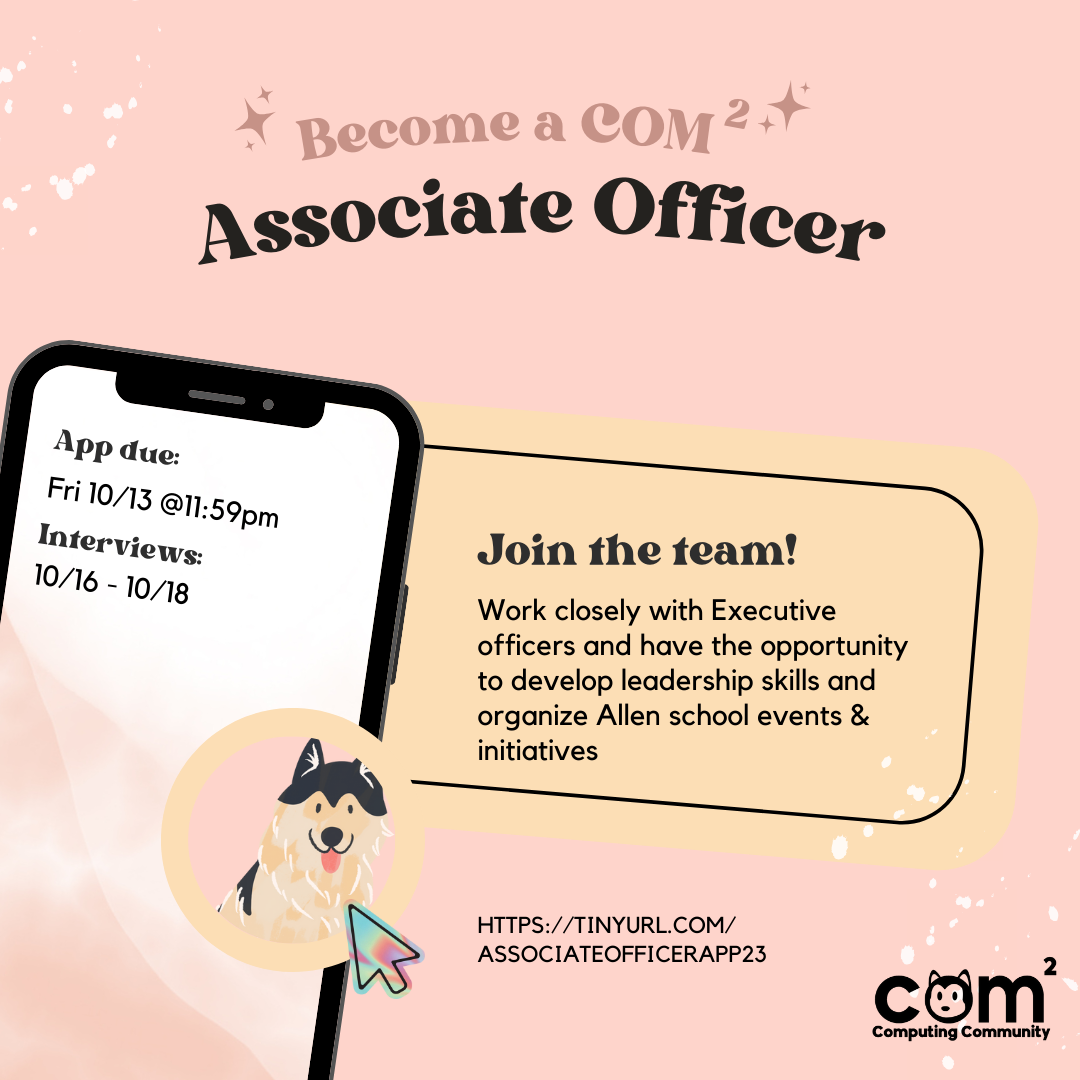 Become a COM²
Associate Officer
App due:
Fri 10/13 @11:59pm
Interviews:
10/16 - 10/18
Join the team!
Work closely with Executive
officers and have the opportunity
to develop leadership skills and
organize Allen school events &
initiatives
HTTPS://TINYURL.COM/
ASSOCIATEOFFICERAPP23
com²
Computing Community